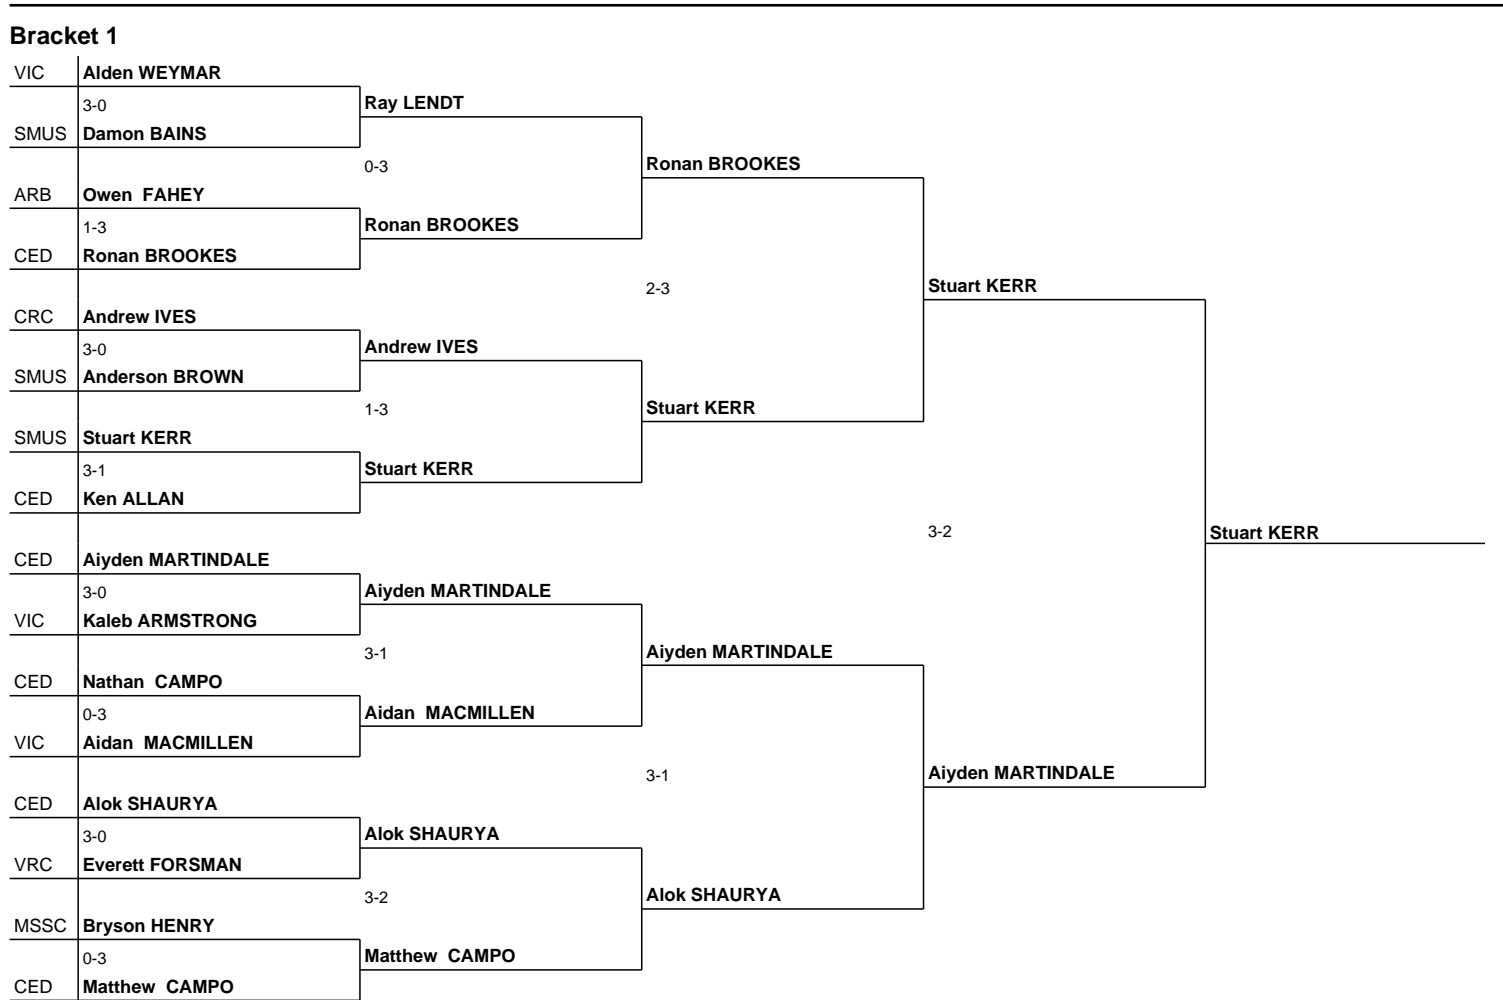 Bracket 1
VIC Alden WEYMAR
3-0 Ray LENDT
SMUS Damon BAINS
0-3 Ronan BROOKES
ARB Owen FAHEY
1-3 Ronan BROOKES
CED Ronan BROOKES
2-3 Stuart KERR
CRC Andrew IVES
3-0 Andrew IVES
SMUS Anderson BROWN
1-3 Stuart KERR
SMUS Stuart KERR
3-1 Stuart KERR
CED Ken ALLAN
3-2 Stuart KERR
CED Aiyden MARTINDALE
3-0 Aiyden MARTINDALE
VIC Kaleb ARMSTRONG
3-1 Aiyden MARTINDALE
CED Nathan CAMPO
0-3 Aidan MACMILLEN
VIC Aidan MACMILLEN
3-1 Aiyden MARTINDALE
CED Alok SHAURYA
3-0 Alok SHAURYA
VRC Everett FORSMAN
3-2 Alok SHAURYA
MSSC Bryson HENRY
0-3 Matthew CAMPO
CED Matthew CAMPO